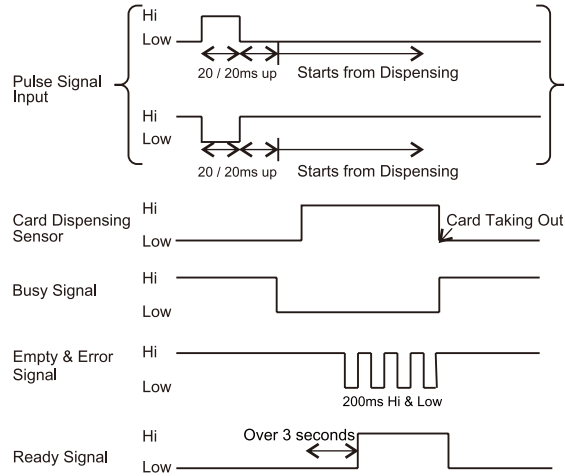 Hi
Low
20 / 20ms up Starts from Dispensing
Pulse Signal
Input
Hi
Low
20 / 20ms up Starts from Dispensing
Hi
Card Dispensing
Sensor
Low
Card Taking Out
Hi
Busy Signal
Low
Hi
Empty & Error
Signal
Low
200ms Hi & Low
Hi
Over 3 seconds
Ready Signal
Low